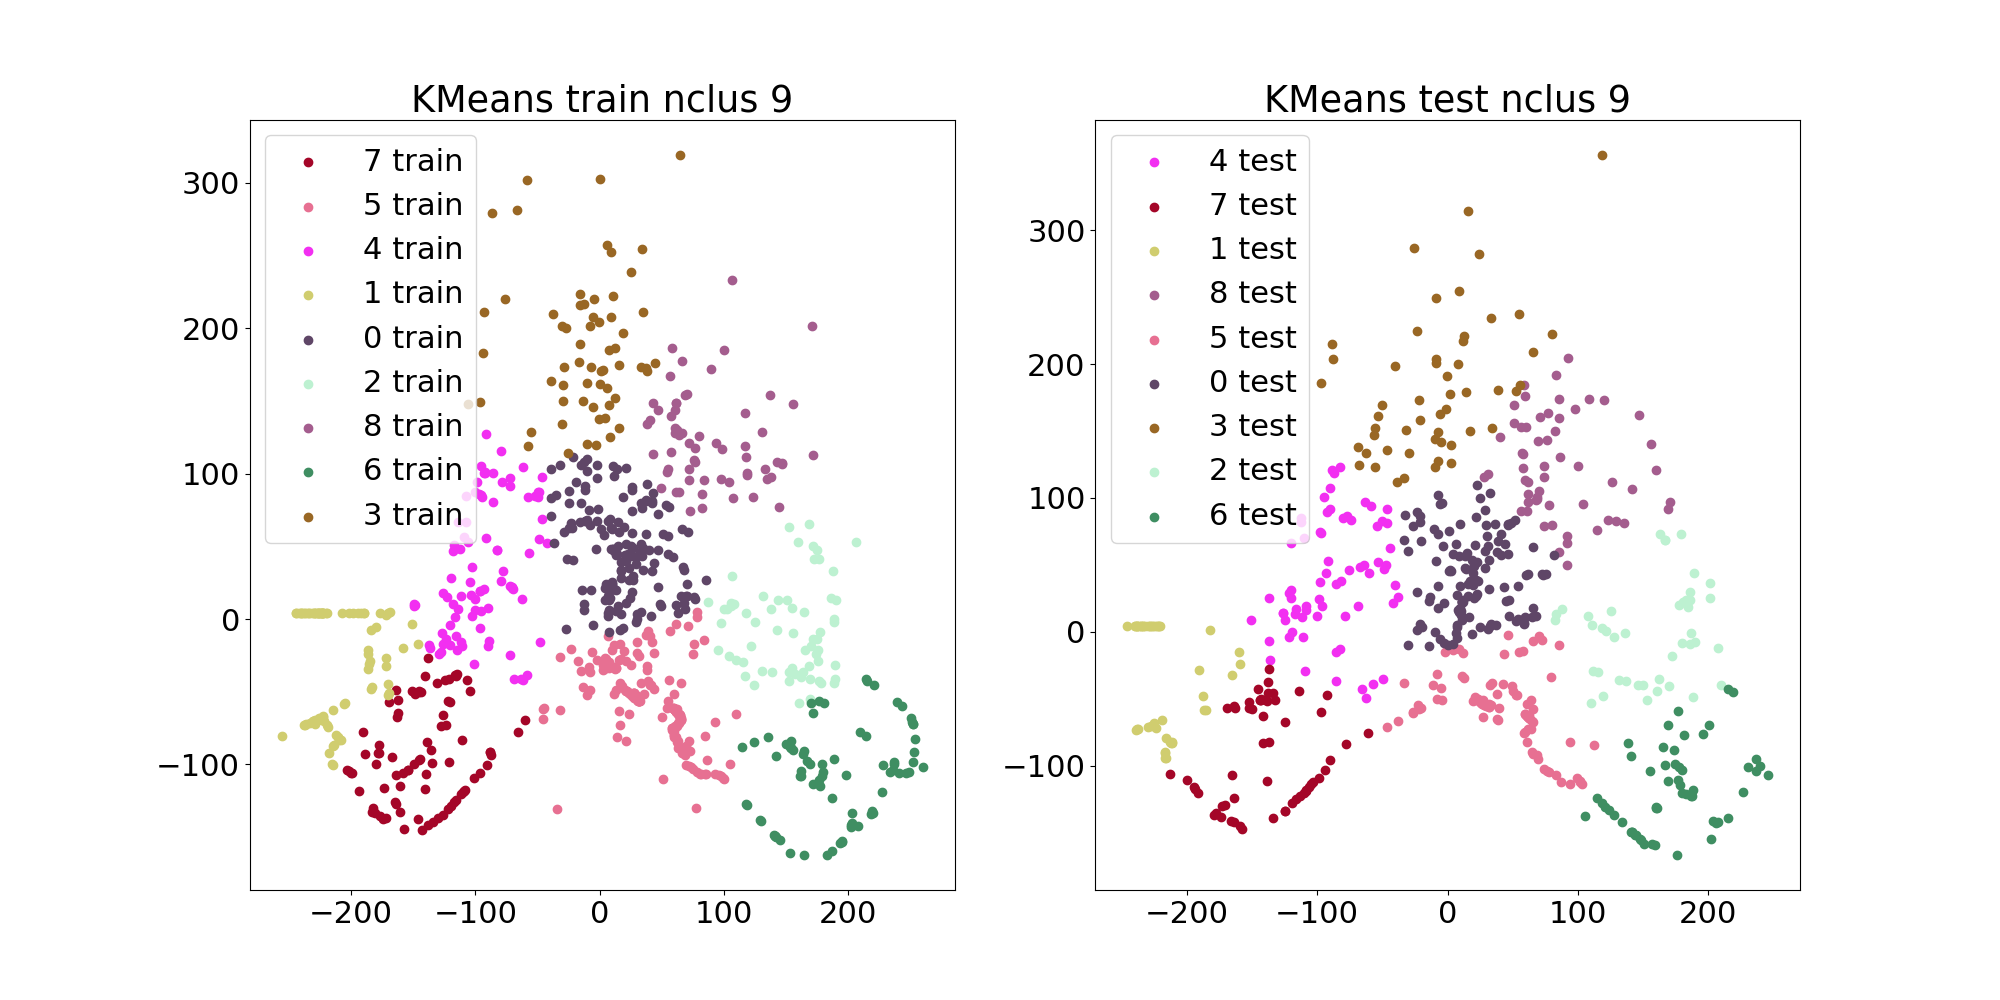 KMeans train nclus 9
7 train
5 train
4 train
1 train
0 train
2 train
8 train
6 train
3 train
300
200
100
0
−100
−200 −100 0 100 200
KMeans test nclus 9
4 test
7 test
1 test
8 test
5 test
0 test
3 test
2 test
6 test
300
200
100
0
−100
−200 −100 0 100 200